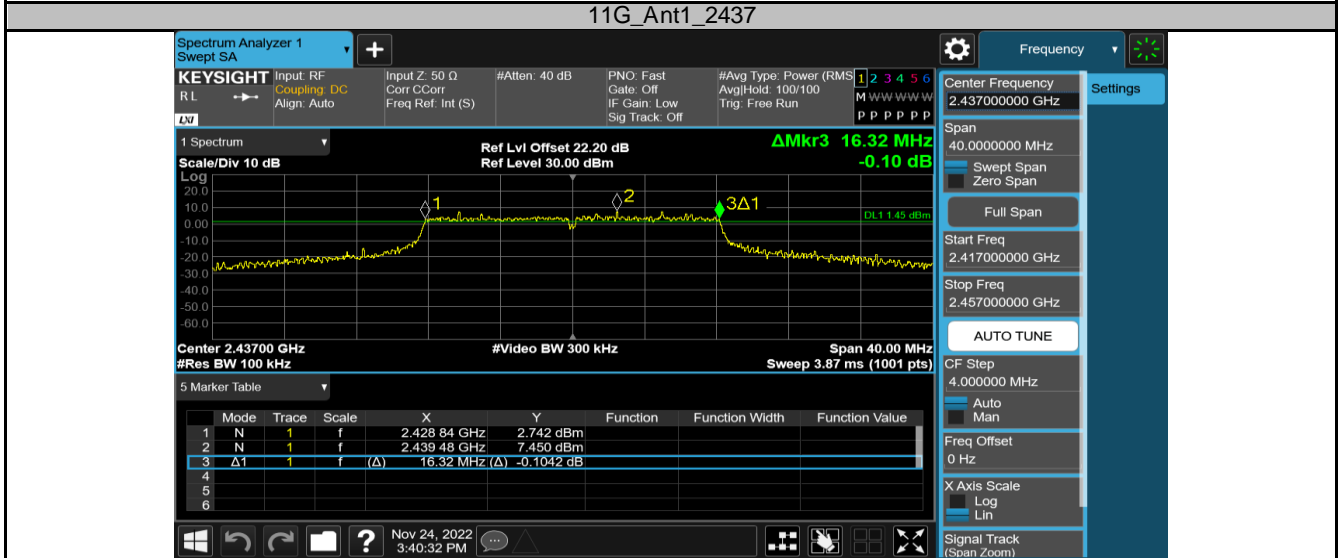 11G_Ant1_2437
Spectrum Analyzer 1
Swept SA
+
Frequency
KEYSIGHT
RL
LXI
Input: RF
Coupling: DC
Align: Auto
Input Z: 50 Ω
Corr CCorr
Freq Ref: Int (S)
#Atten: 40 dB
PNO: Fast
Gate: Off
IF Gain: Low
Sig Track: Off
#Avg Type: Power (RMS
Avg|Hold: 100/100
Trig: Free Run
1 2 3 4 5 6
M W W W W W
P P P P P P
1 Spectrum
Scale/Div 10 dB
Log
Ref Lvl Offset 22.20 dB
Ref Level 30.00 dBm
ΔMkr3 16.32 MHz
-0.10 dB
20.0
10.0
0.00
-10.0
-20.0
-30.0
-40.0
-50.0
-60.0
1
2
3Δ1
DL1 1.45 dBm
Center 2.43700 GHz
#Video BW 300 kHz
Span 40.00 MHz
#Res BW 100 kHz
Sweep 3.87 ms (1001 pts)
5 Marker Table
Mode Trace Scale X Y Function Function Width Function Value
1 N 1 f 2.428 84 GHz 2.742 dBm
2 N 1 f 2.439 48 GHz 7.450 dBm
3 Δ1 1 f (Δ) 16.32 MHz (Δ) -0.1042 dB
4
5
6
Nov 24, 2022
3:40:32 PM
?
Center Frequency
2.437000000 GHz
Span
40.0000000 MHz
Swept Span
Zero Span
Full Span
Start Freq
2.417000000 GHz
Stop Freq
2.457000000 GHz
AUTO TUNE
CF Step
4.000000 MHz
Auto
Man
Freq Offset
0 Hz
X Axis Scale
Log
Lin
Signal Track
(Span Zoom)
Settings